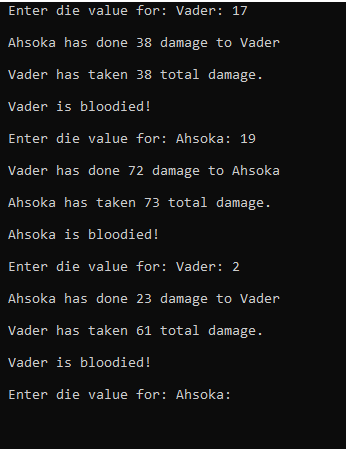 Enter die value for: Vader: 17
Ahsoka has done 38 damage to Vader
Vader has taken 38 total damage.
Vader is bloodied!
Enter die value for: Ahsoka: 19
Vader has done 72 damage to Ahsoka
Ahsoka has taken 73 total damage.
Ahsoka is bloodied!
Enter die value for: Vader: 2
Ahsoka has done 23 damage to Vader
Vader has taken 61 total damage.
Vader is bloodied!
Enter die value for: Ahsoka: